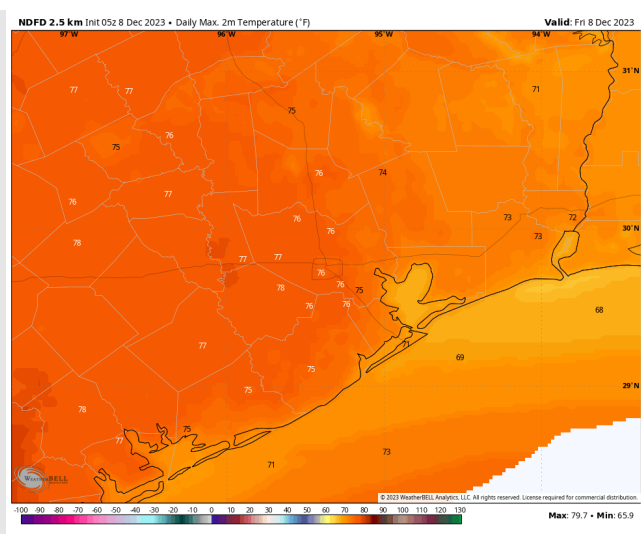 NDFD 2.5 km Init 05z 8 Dec 2023 • Daily Max. 2m Temperature (°F) Valid: Fri 8 Dec 2023
97°W 96°W 95°W 94°W
31°N
77 77 71
75
76
75
76 74
77
76
76 73 72
30°N
76 73
78
77 77
76
78 76 75
76 76
68
71
77 69
75
29°N
75
78
75
77
73
71
WEATHERBELL
© 2023 WeatherBELL Analytics, LLC. All rights reserved. License required for commercial distribution.
-100 -90 -80 -70 -60 -50 -40 -30 -20 -10 0 10 20 30 40 50 60 70 80 90 100 110 120 130
Max: 79.7 • Min: 65.9